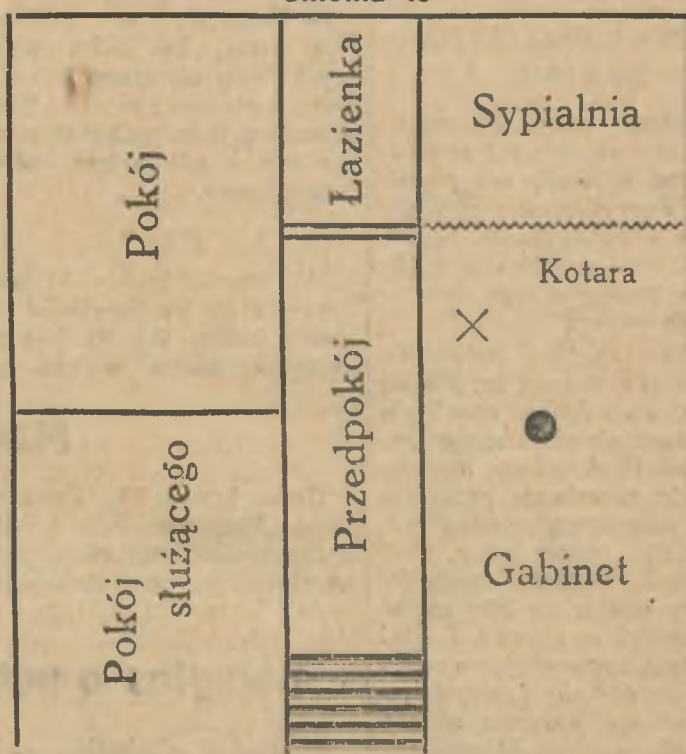 Pokój
Łazienka
Sypialnia
Kotara
Przedpokój
Pokój
służącego
Gabinet